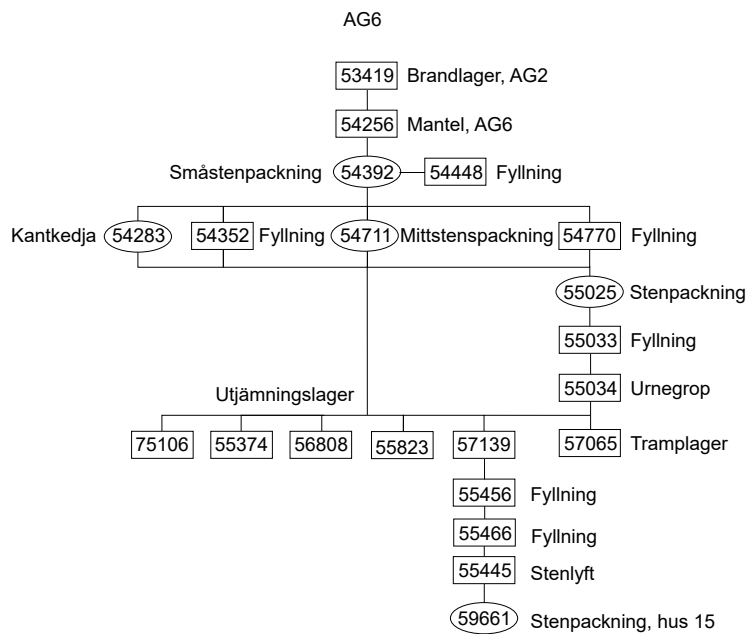 AG6
53419 Brandlager, AG2
54256 Mantel, AG6
Småstenpackning 54392 54448 Fyllning
Kantkedja 54283 54352 Fyllning 54711 Mittstenspackning 54770 Fyllning
55025 Stenpackning
55033 Fyllning
55034 Urnegrop
Utjämningslager
75106 55374 56808 55823 57139 57065 Tramplager
55456 Fyllning
55466 Fyllning
55445 Stenlyft
59661 Stenpackning, hus 15